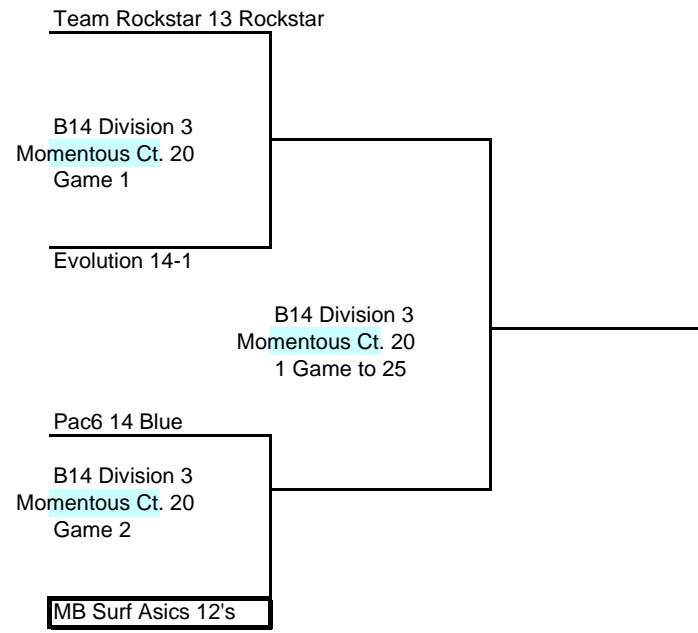 Team Rockstar 13 Rockstar
B14 Division 3
Momentous Ct. 20
Game 1
Evolution 14-1
B14 Division 3
Momentous Ct. 20
1 Game to 25
Pac6 14 Blue
B14 Division 3
Momentous Ct. 20
Game 2
MB Surf Asics 12's